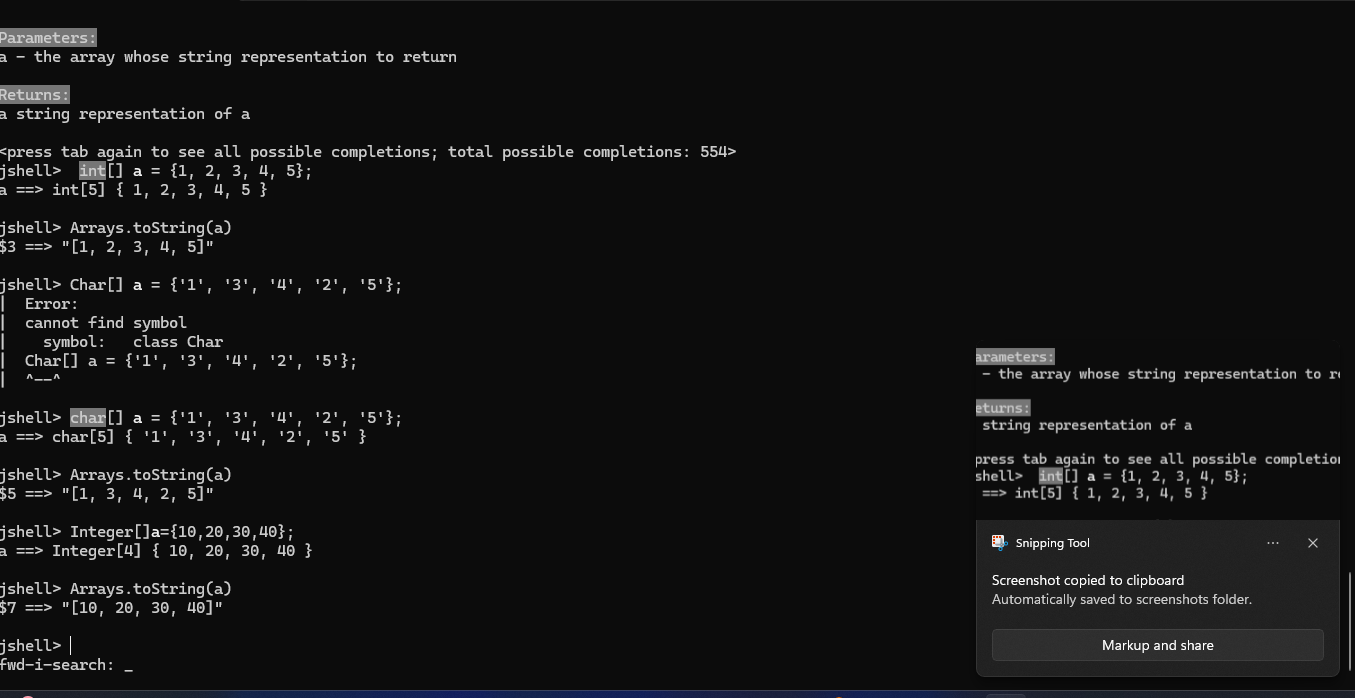 Parameters:
a - the array whose string representation to return
Returns:
a string representation of a
<press tab again to see all possible completions; total possible completions: 554>
jshell>  int[] a = {1, 2, 3, 4, 5};
a ==> int[5] { 1, 2, 3, 4, 5 }
jshell> Arrays.toString(a)
$3 ==> "[1, 2, 3, 4, 5]"
jshell> Char[] a = {'1', '3', '4', '2', '5'};
|  Error:
|  cannot find symbol
|    symbol:   class Char
|  Char[] a = {'1', '3', '4', '2', '5'};
|  ^--^
jshell> char[] a = {'1', '3', '4', '2', '5'};
a ==> char[5] { '1', '3', '4', '2', '5' }
jshell> Arrays.toString(a)
$5 ==> "[1, 3, 4, 2, 5]"
jshell> Integer[]a={10,20,30,40};
a ==> Integer[4] { 10, 20, 30, 40 }
jshell> Arrays.toString(a)
$7 ==> "[10, 20, 30, 40]"
jshell>
fwd-i-search: _
arameters:
- the array whose string representation to re
eturns:
string representation of a
press tab again to see all possible completion
shell>  int[] a = {1, 2, 3, 4, 5};
==> int[5] { 1, 2, 3, 4, 5 }
Snipping Tool
Screenshot copied to clipboard
Automatically saved to screenshots folder.
Markup and share